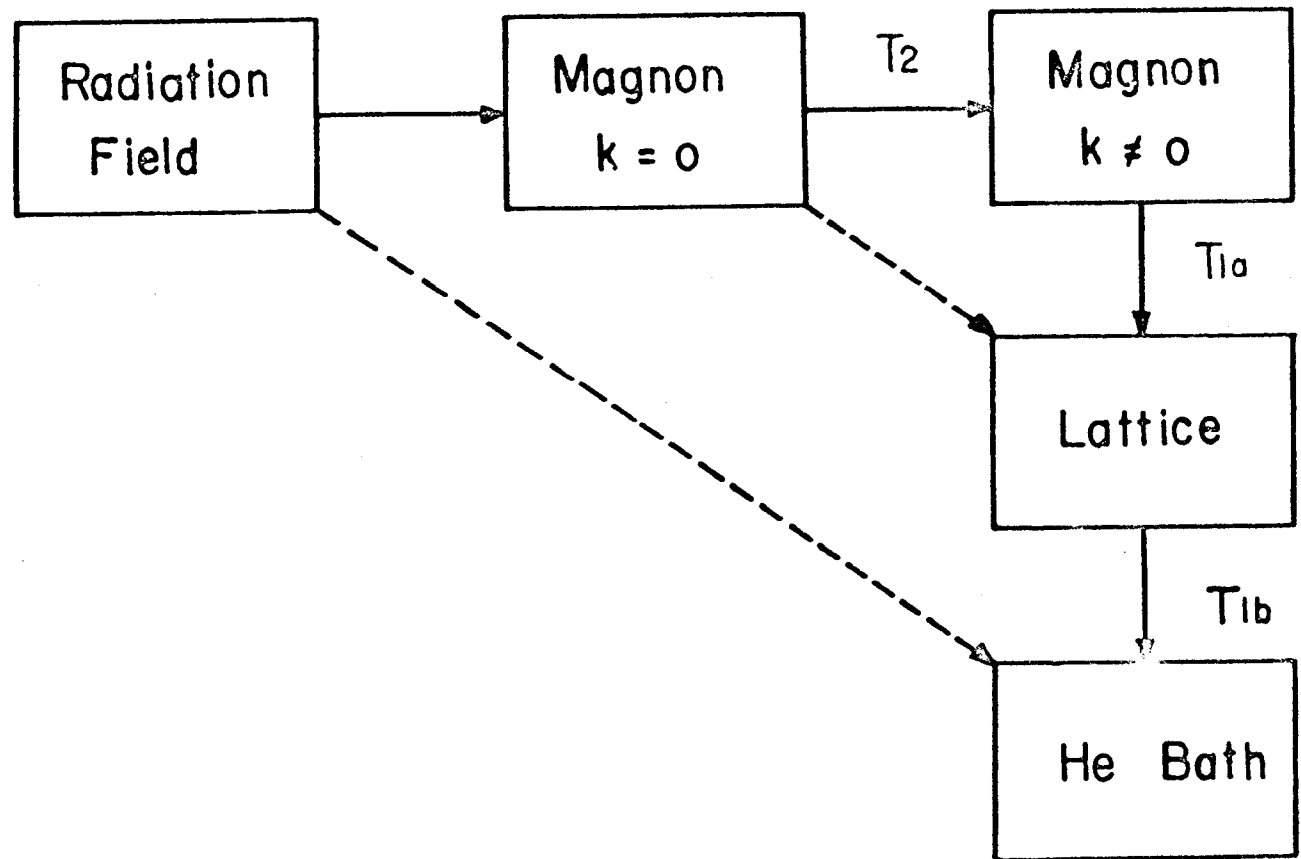 Radiation
Field
Magnon
k = 0
T2
Magnon
k ≠ 0
T1a
Lattice
T1b
He Bath